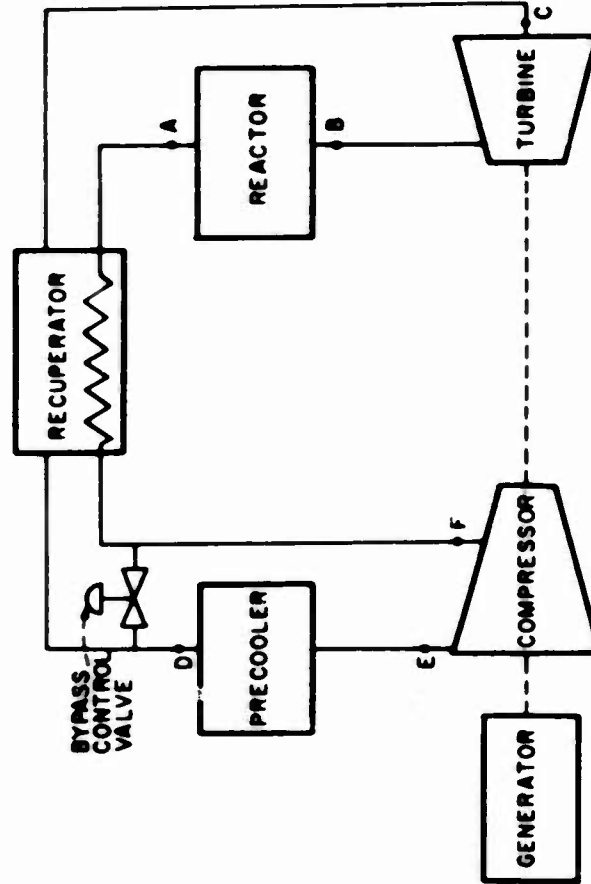 RECUPERATOR
BYPASS
CONTROL
VALVE
A
REACTOR
B
C
TURBINE
D
PRECOOLER
E
F
COMPRESSOR
GENERATOR